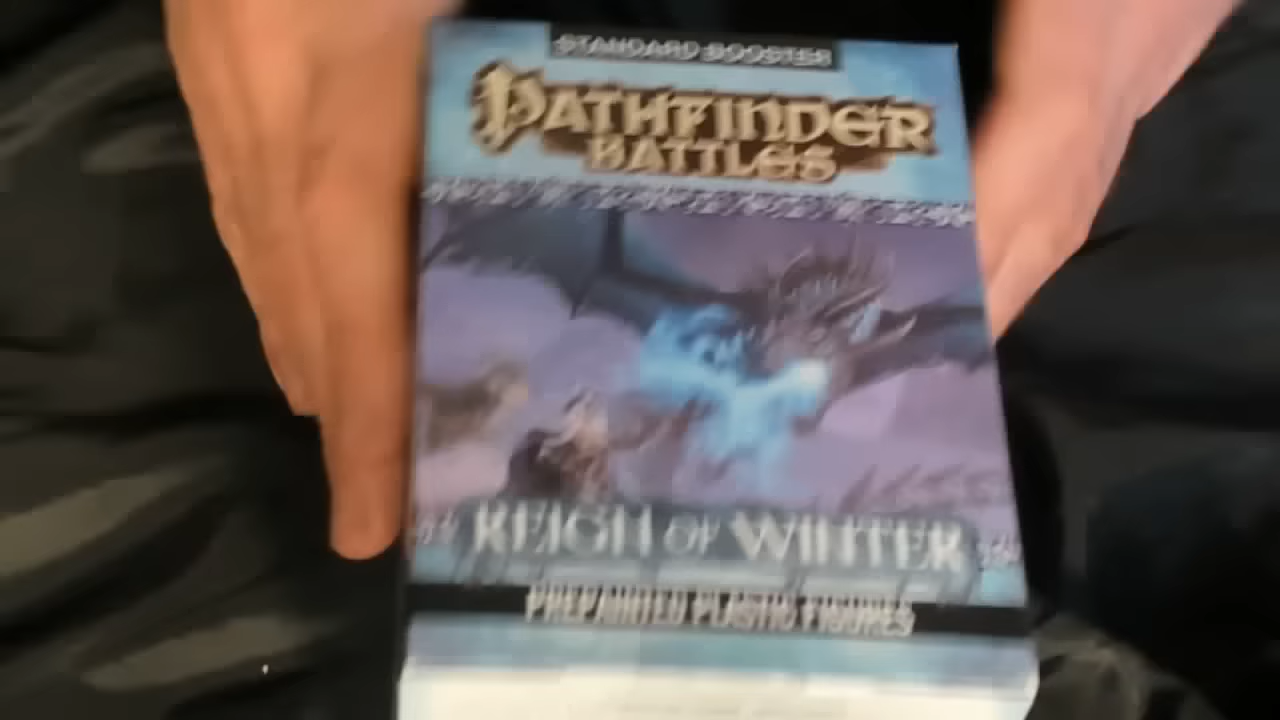 STANDARD BOOSTER
PATHFINDER
BATTLES
REIGN OF WINTER
PREPAINTED PLASTIC FIGURES